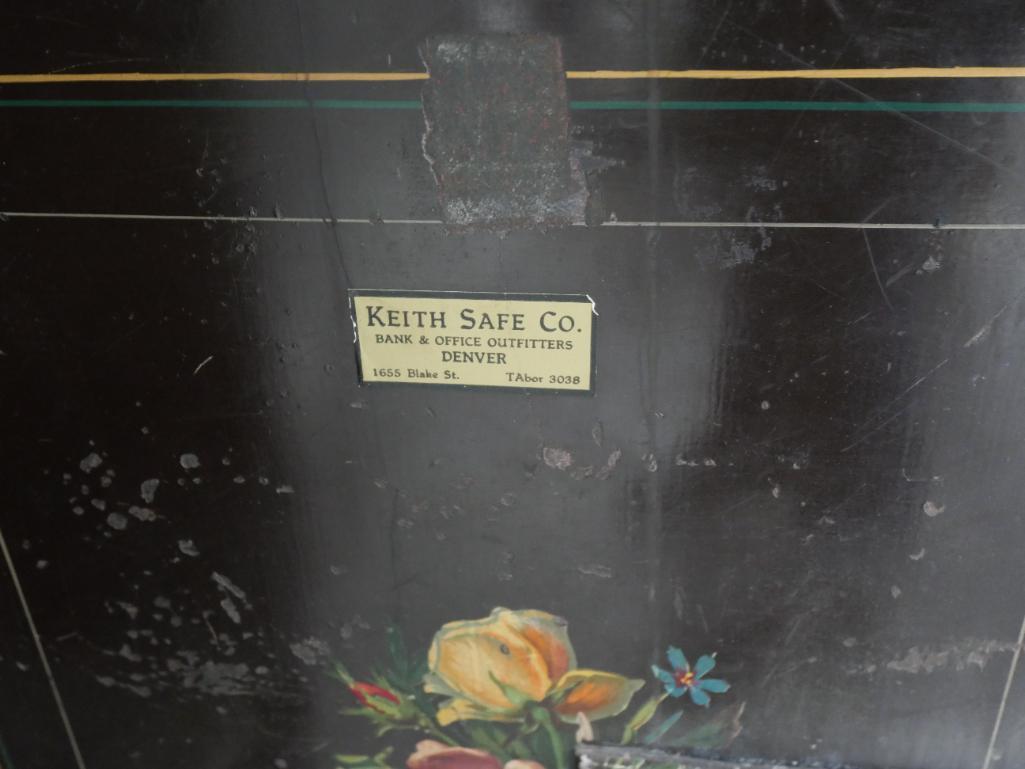 KEITH SAFE CO.
BANK & OFFICE OUTFITTERS
DENVER
1655 Blake St. TAbor 3038